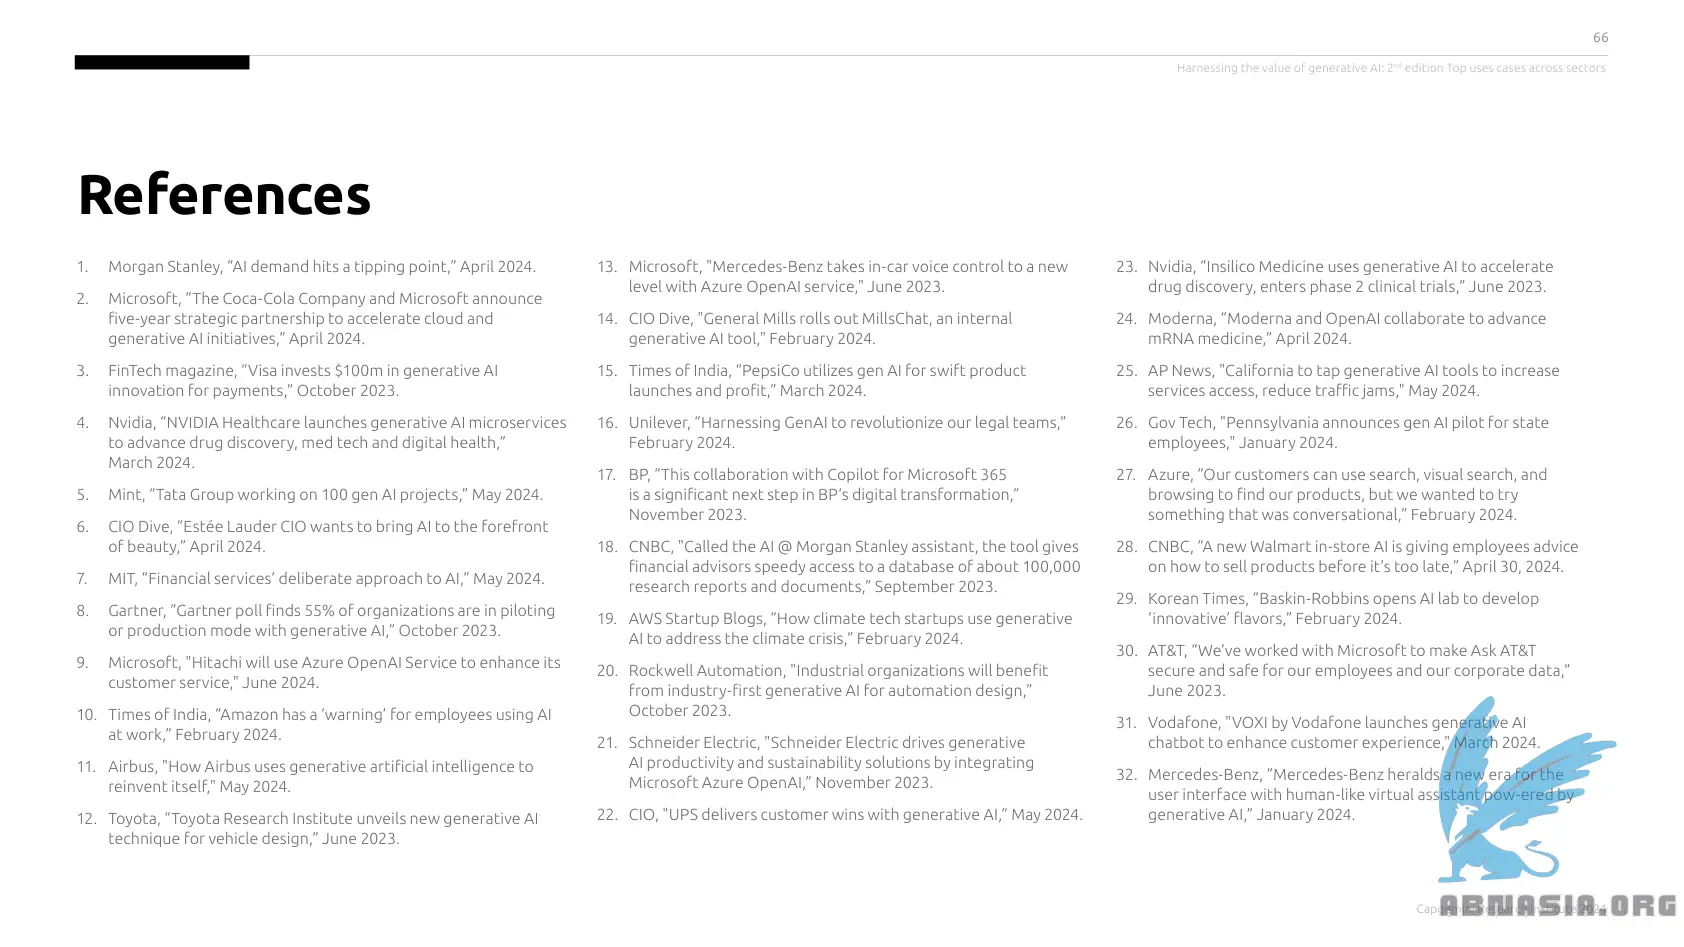 66
Harnessing the value of generative AI: 2nd edition Top uses cases across sectors
References
1. Morgan Stanley, “AI demand hits a tipping point,” April 2024.
2. Microsoft, “The Coca-Cola Company and Microsoft announce
five-year strategic partnership to accelerate cloud and
generative AI initiatives,” April 2024.
3. FinTech magazine, “Visa invests $100m in generative AI
innovation for payments,” October 2023.
4. Nvidia, “NVIDIA Healthcare launches generative AI microservices
to advance drug discovery, med tech and digital health,”
March 2024.
5. Mint, “Tata Group working on 100 gen AI projects,” May 2024.
6. CIO Dive, “Estée Lauder CIO wants to bring AI to the forefront
of beauty,” April 2024.
7. MIT, “Financial services’ deliberate approach to AI,” May 2024.
8. Gartner, “Gartner poll finds 55% of organizations are in piloting
or production mode with generative AI,” October 2023.
9. Microsoft, "Hitachi will use Azure OpenAI Service to enhance its
customer service," June 2024.
10. Times of India, “Amazon has a ‘warning’ for employees using AI
at work,” February 2024.
11. Airbus, "How Airbus uses generative artificial intelligence to
reinvent itself," May 2024.
12. Toyota, “Toyota Research Institute unveils new generative AI
technique for vehicle design,” June 2023.
13. Microsoft, "Mercedes-Benz takes in-car voice control to a new
level with Azure OpenAI service," June 2023.
14. CIO Dive, "General Mills rolls out MillsChat, an internal
generative AI tool," February 2024.
15. Times of India, “PepsiCo utilizes gen AI for swift product
launches and profit,” March 2024.
16. Unilever, “Harnessing GenAI to revolutionize our legal teams,”
February 2024.
17. BP, “This collaboration with Copilot for Microsoft 365
is a significant next step in BP’s digital transformation,”
November 2023.
18. CNBC, "Called the AI @ Morgan Stanley assistant, the tool gives
financial advisors speedy access to a database of about 100,000
research reports and documents,” September 2023.
19. AWS Startup Blogs, “How climate tech startups use generative
AI to address the climate crisis,” February 2024.
20. Rockwell Automation, "Industrial organizations will benefit
from industry-first generative AI for automation design,”
October 2023.
21. Schneider Electric, "Schneider Electric drives generative
AI productivity and sustainability solutions by integrating
Microsoft Azure OpenAI,” November 2023.
22. CIO, "UPS delivers customer wins with generative AI,” May 2024.
23. Nvidia, “Insilico Medicine uses generative AI to accelerate
drug discovery, enters phase 2 clinical trials,” June 2023.
24. Moderna, “Moderna and OpenAI collaborate to advance
mRNA medicine,” April 2024.
25. AP News, "California to tap generative AI tools to increase
services access, reduce traffic jams," May 2024.
26. Gov Tech, "Pennsylvania announces gen AI pilot for state
employees," January 2024.
27. Azure, “Our customers can use search, visual search, and
browsing to find our products, but we wanted to try
something that was conversational,” February 2024.
28. CNBC, “A new Walmart in-store AI is giving employees advice
on how to sell products before it’s too late,” April 30, 2024.
29. Korean Times, “Baskin-Robbins opens AI lab to develop
‘innovative’ flavors,” February 2024.
30. AT&T, “We’ve worked with Microsoft to make Ask AT&T
secure and safe for our employees and our corporate data,”
June 2023.
31. Vodafone, "VOXI by Vodafone launches generative AI
chatbot to enhance customer experience," March 2024.
32. Mercedes-Benz, “Mercedes-Benz heralds a new era for the
user interface with human-like virtual assistant pow-ered by
generative AI,” January 2024.
Capgemini Research Institute 2024
ABNASIA.ORG